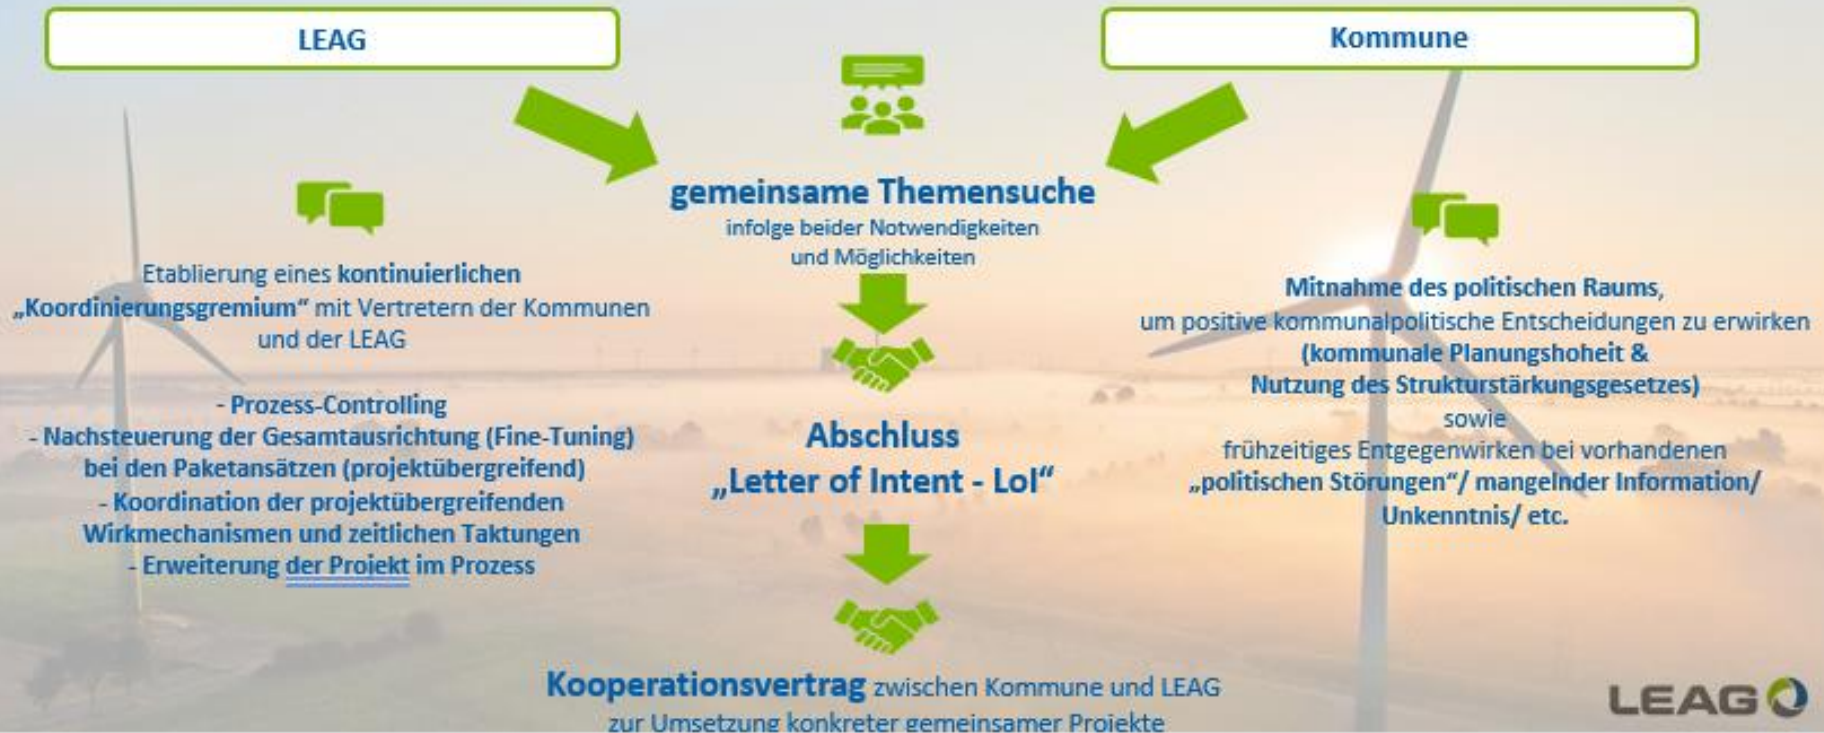 LEAG
Kommune
gemeinsame Themensuche
infolge beider Notwendigkeiten
und Möglichkeiten
Etablierung eines kontinuierlichen
„Koordinierungsgremium“ mit Vertretern der Kommunen
und der LEAG
- Prozess-Controlling
- Nachsteuerung der Gesamtausrichtung (Fine-Tuning)
bei den Paketansätzen (projektübergreifend)
- Koordination der projektübergreifenden
Wirkmechanismen und zeitlichen Taktungen
- Erweiterung der Projekt im Prozess
Abschluss
„Letter of Intent - LoI“
Mitnahme des politischen Raums,
um positive kommunalpolitische Entscheidungen zu erwirken
(kommunale Planungshoheit &
Nutzung des Strukturstärkungsgesetzes)
sowie
frühzeitiges Entgegenwirken bei vorhandenen
„politischen Störungen“/ mangelnder Information/
Unkenntnis/ etc.
Kooperationsvertrag zwischen Kommune und LEAG
zur Umsetzung konkreter gemeinsamer Projekte
LEAG